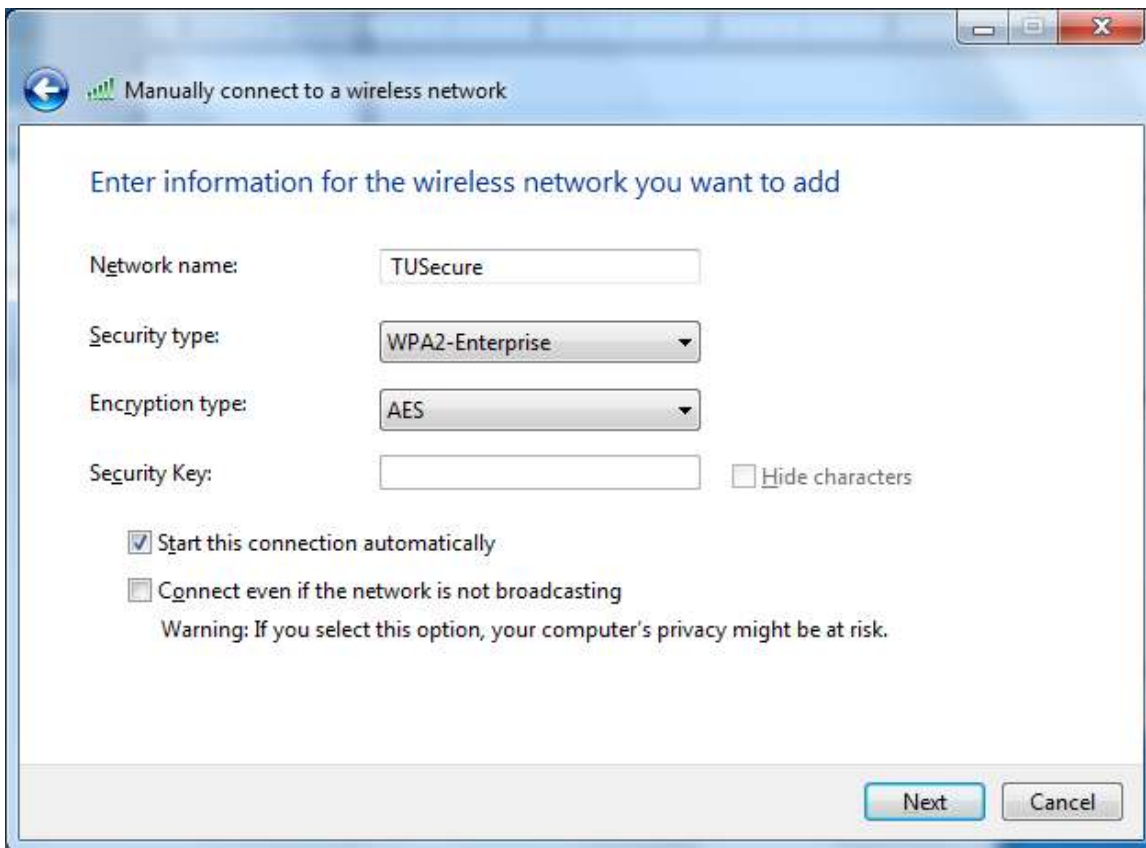 Manually connect to a wireless network
Enter information for the wireless network you want to add
Network name: TUSecure
Security type: WPA2-Enterprise
Encryption type: AES
Security Key: Hide characters
Start this connection automatically
Connect even if the network is not broadcasting
Warning: If you select this option, your computer's privacy might be at risk.
Next Cancel